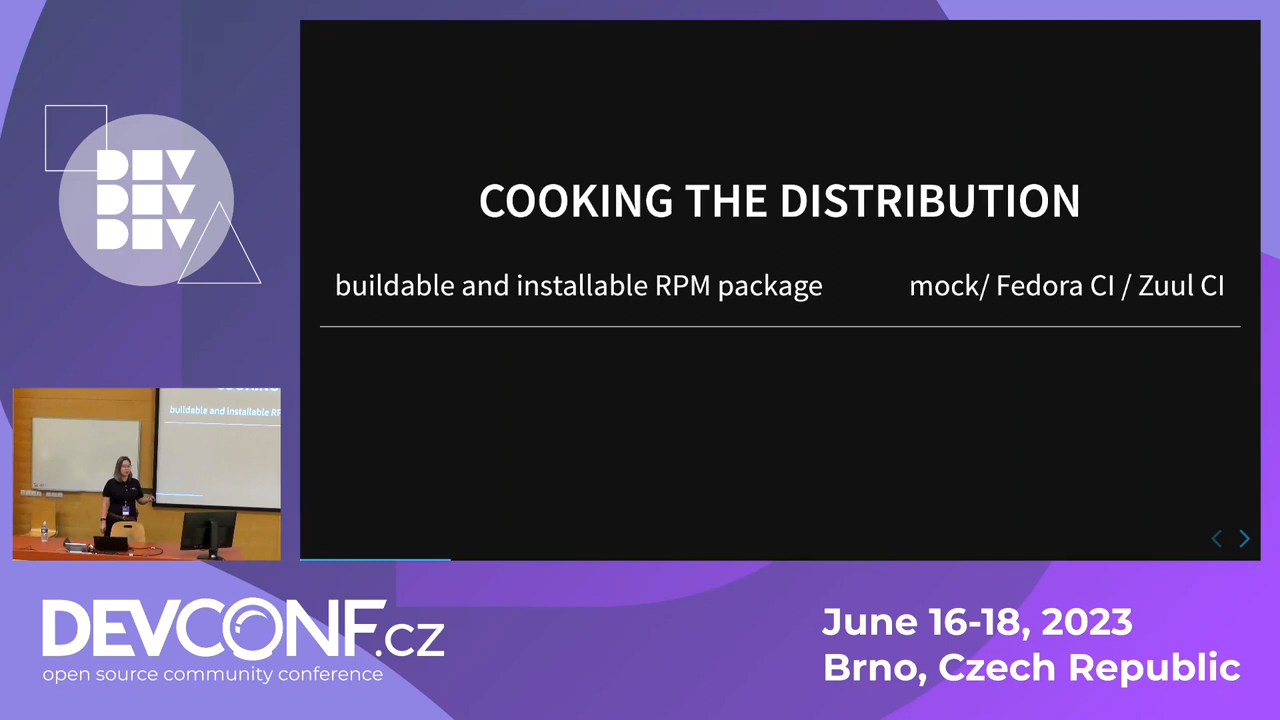 DEV
DEV
DEV
COOKING THE DISTRIBUTION
buildable and installable RPM package
mock/ Fedora CI / Zuul CI
buildable and installable RP
DEVCONF.cz
open source community conference
June 16-18, 2023
Brno, Czech Republic